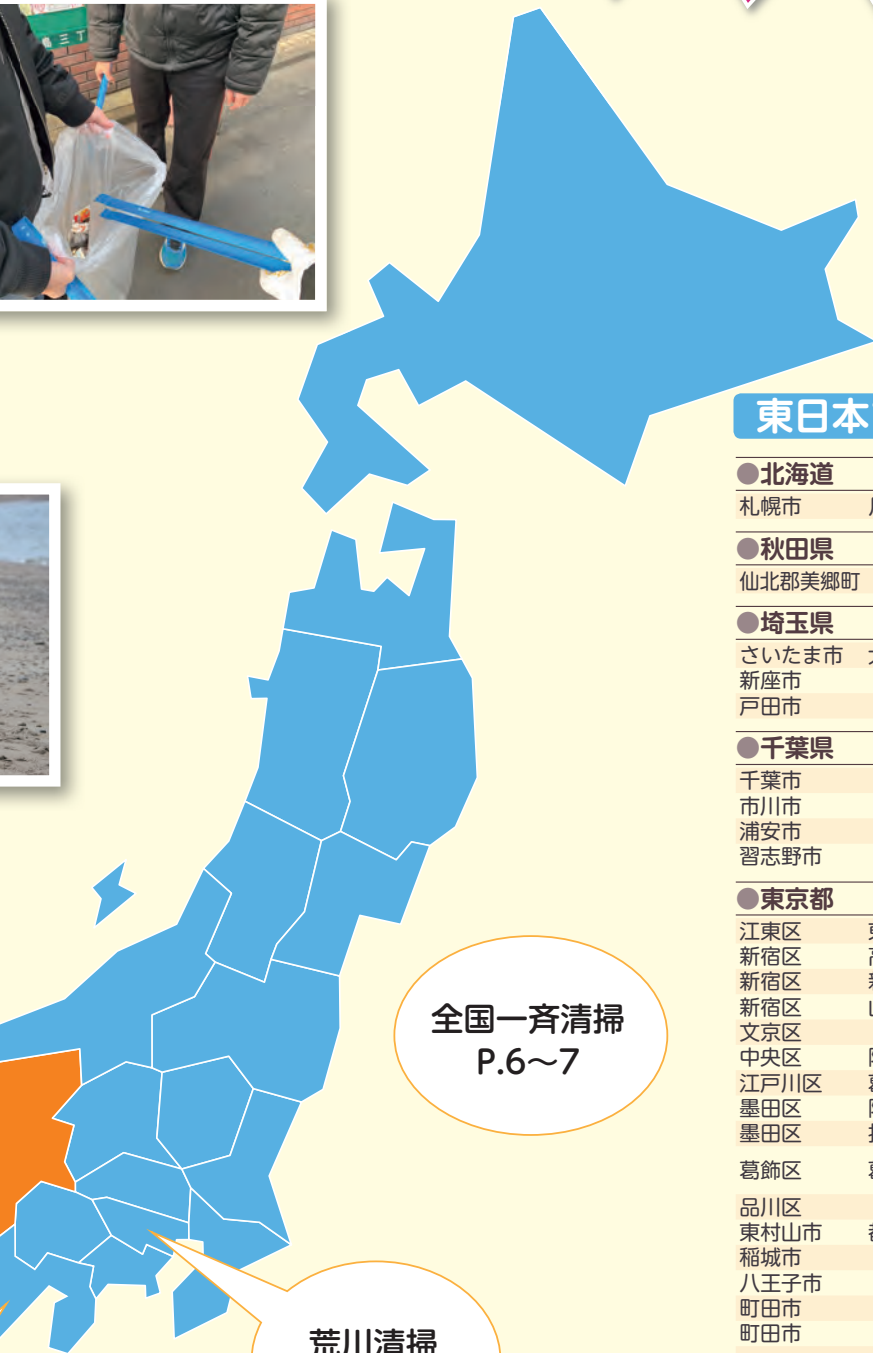 三丁
全国一斉清掃
P.6～7
荒川清掃
東日本
●北海道
札幌市
●秋田県
仙北郡美郷町
●埼玉県
さいたま市
新座市
戸田市
●千葉県
千葉市
市川市
浦安市
習志野市
●東京都
江東区
新宿区
新宿区
新宿区
文京区
中央区
江戸川区
墨田区
墨田区
葛飾区
品川区
東村山市
稲城市
八王子市
町田市
町田市